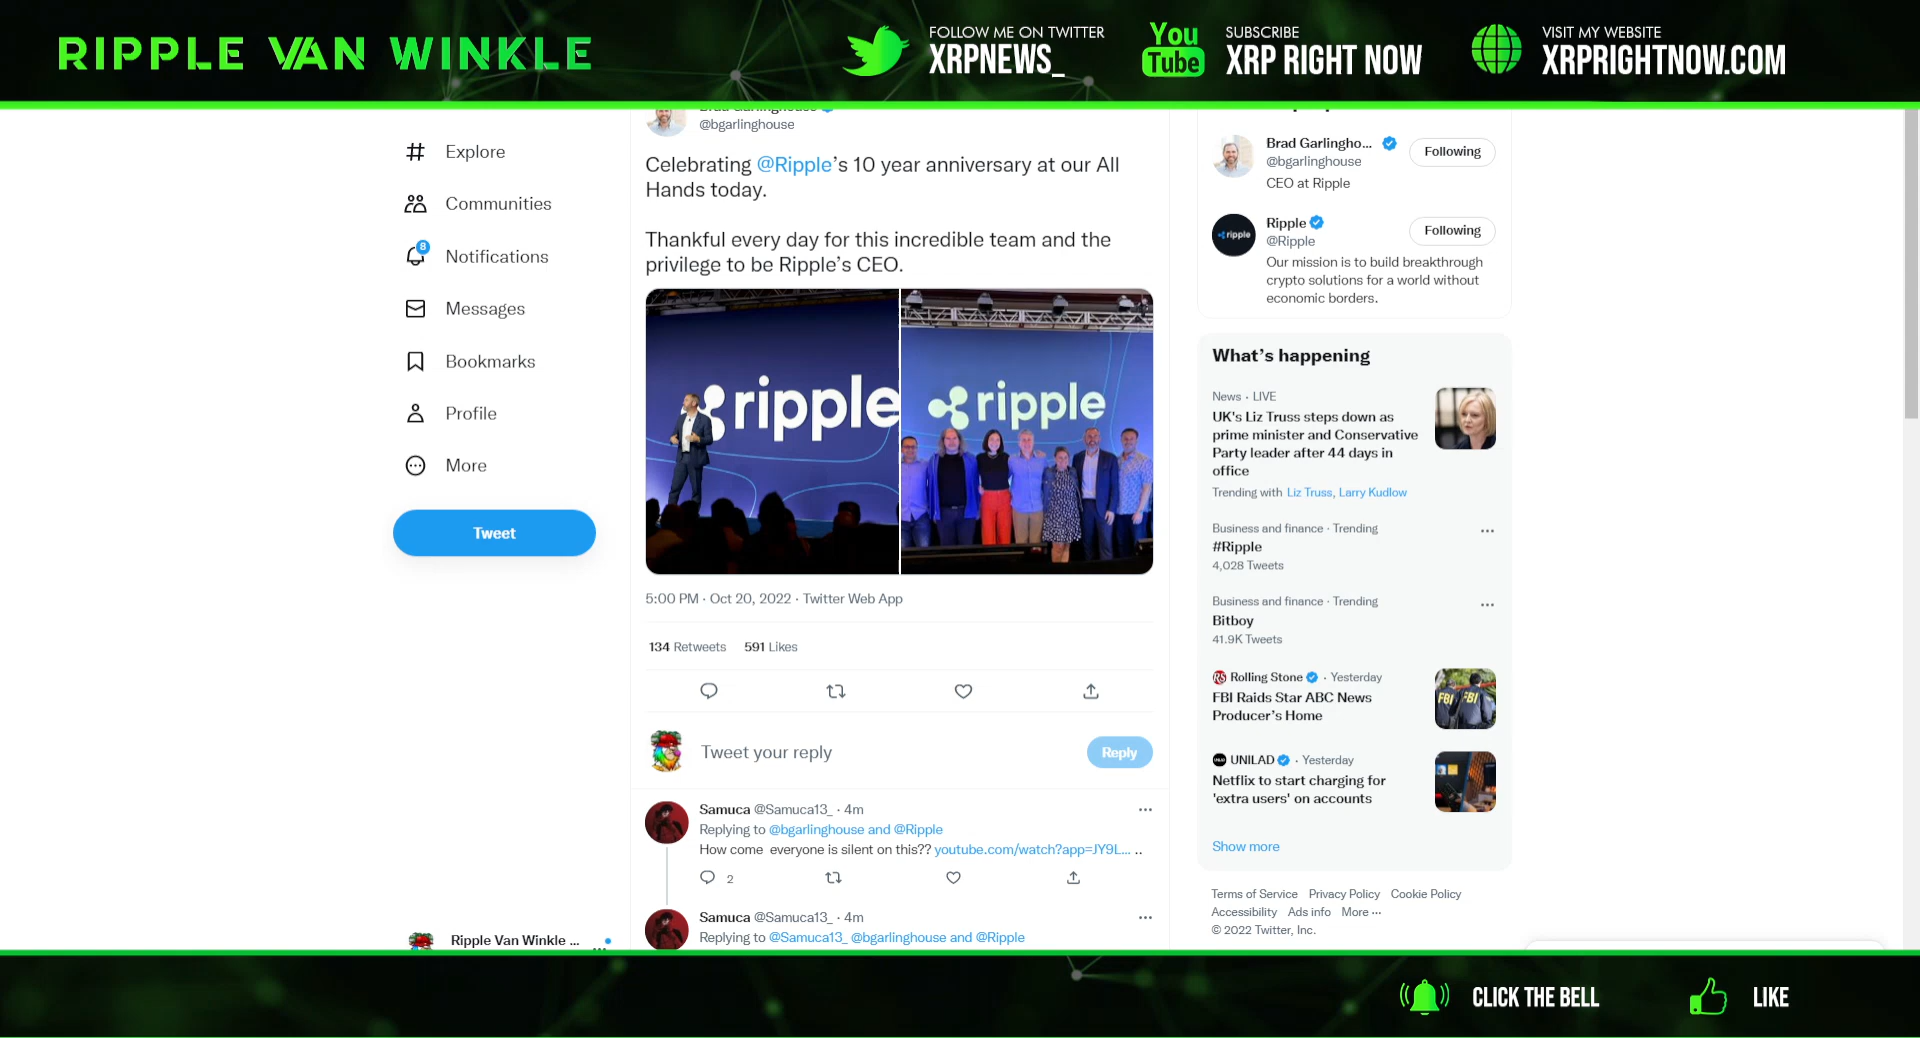 RIPPLE VAN WINKLE
FOLLOW ME ON TWITTER
XRPNEWS_
You
Tube
SUBSCRIBE
XRP RIGHT NOW
VISIT MY WEBSITE
XRPRIGHTNOW.COM
Explore
Communities
8
Notifications
Messages
Bookmarks
Profile
More
Tweet
Ripple Van Winkle ...
Brad Garlinghouse
@bgarlinghouse
Celebrating @Ripple's 10 year anniversary at our All
Hands today.
Thankful every day for this incredible team and the
privilege to be Ripple's CEO.
ripple
ripple
5:00 PM · Oct 20, 2022 · Twitter Web App
134 Retweets 591 Likes
Tweet your reply
Reply
Samuca @Samuca13_ · 4m
Replying to @bgarlinghouse and @Ripple
How come everyone is silent on this?? youtube.com/watch?app=JY9L... ..
2
Samuca @Samuca13_ · 4m
Replying to @Samuca13_ @bgarlinghouse and @Ripple
Brad Garlingho...
Following
@bgarlinghouse
CEO at Ripple
ripple
Ripple
Following
@Ripple
Our mission is to build breakthrough
crypto solutions for a world without
economic borders.
What's happening
News · LIVE
UK's Liz Truss steps down as
prime minister and Conservative
Party leader after 44 days in
office
Trending with Liz Truss, Larry Kudlow
Business and finance · Trending
#Ripple
4,028 Tweets
Business and finance · Trending
Bitboy
41.9K Tweets
RS Rolling Stone · Yesterday
FBI Raids Star ABC News
Producer's Home
FBI FBI
UNILAD · Yesterday
Netflix to start charging for
'extra users' on accounts
Show more
Terms of Service Privacy Policy Cookie Policy
Accessibility Ads info More ···
© 2022 Twitter, Inc.
CLICK THE BELL
LIKE